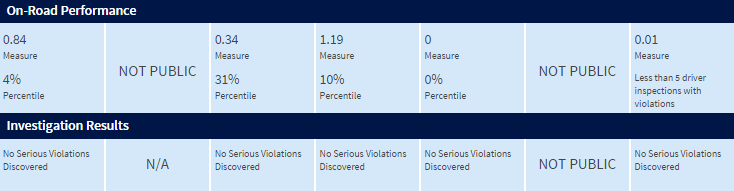 On-Road Performance
0.84
Measure
4%
Percentile
NOT PUBLIC
0.34
Measure
31%
Percentile
1.19
Measure
10%
Percentile
0
Measure
0%
Percentile
NOT PUBLIC
0.01
Measure
Less than 5 driver
inspections with
violations
Investigation Results
No Serious Violations
Discovered
N/A
No Serious Violations
Discovered
No Serious Violations
Discovered
No Serious Violations
Discovered
NOT PUBLIC
No Serious Violations
Discovered